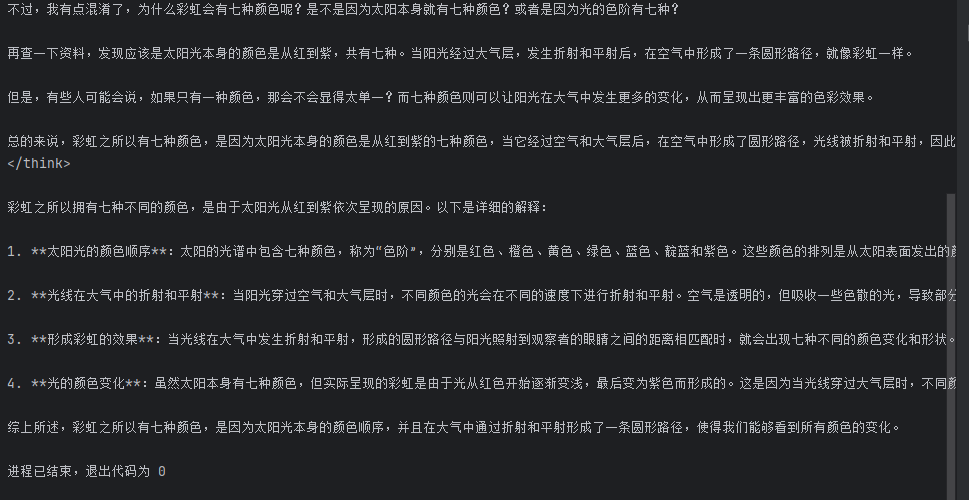 不过，我有点混淆了，为什么彩虹会有七种颜色呢？是不是因为太阳本身就有七种颜色？或者是因为光的色阶有七种？
再查一下资料，发现应该是太阳光本身的颜色是从红到紫，共有七种。当阳光经过大气层，发生折射和平射后，在空气中形成了一条圆形路径，就像彩虹一样。
但是，有些人可能会说，如果只有一种颜色，那会不会显得太单一？而七种颜色则可以让阳光在大气中发生更多的变化，从而呈现出更丰富的色彩效果。
总的来说，彩虹之所以有七种颜色，是因为太阳光本身的颜色是从红到紫的七种颜色，当它经过空气和大气层后，在空气中形成了圆形路径，光线被折射和平射，因此
</think>
彩虹之所以拥有七种不同的颜色，是由于太阳光从红到紫依次呈现的原因。以下是详细的解释：
1. **太阳光的颜色顺序**：太阳的光谱中包含七种颜色，称为"色阶"，分别是红色、橙色、黄色、绿色、蓝色、靛蓝和紫色。这些颜色的排列是从太阳表面发出的
2. **光线在大气中的折射和平射**：当阳光穿过空气和大气层时，不同颜色的光会在不同的速度下进行折射和平射。空气是透明的，但吸收一些色散的光，导致部分
3. **形成彩虹的效果**：当光线在大气中发生折射和平射，形成的圆形路径与阳光照射到观察者的眼睛之间的距离相匹配时，就会出现七种不同的颜色变化和形状。
4. **光的颜色变化**：虽然太阳本身有七种颜色，但实际呈现的彩虹是由于光从红色开始逐渐变浅，最后变为紫色而形成的。这是因为当光线穿过大气层时，不同颜
综上所述，彩虹之所以有七种颜色，是因为太阳光本身的颜色顺序，并且在大气中通过折射和平射形成了一条圆形路径，使得我们能够看到所有颜色的变化。
进程已结束，退出代码为 0